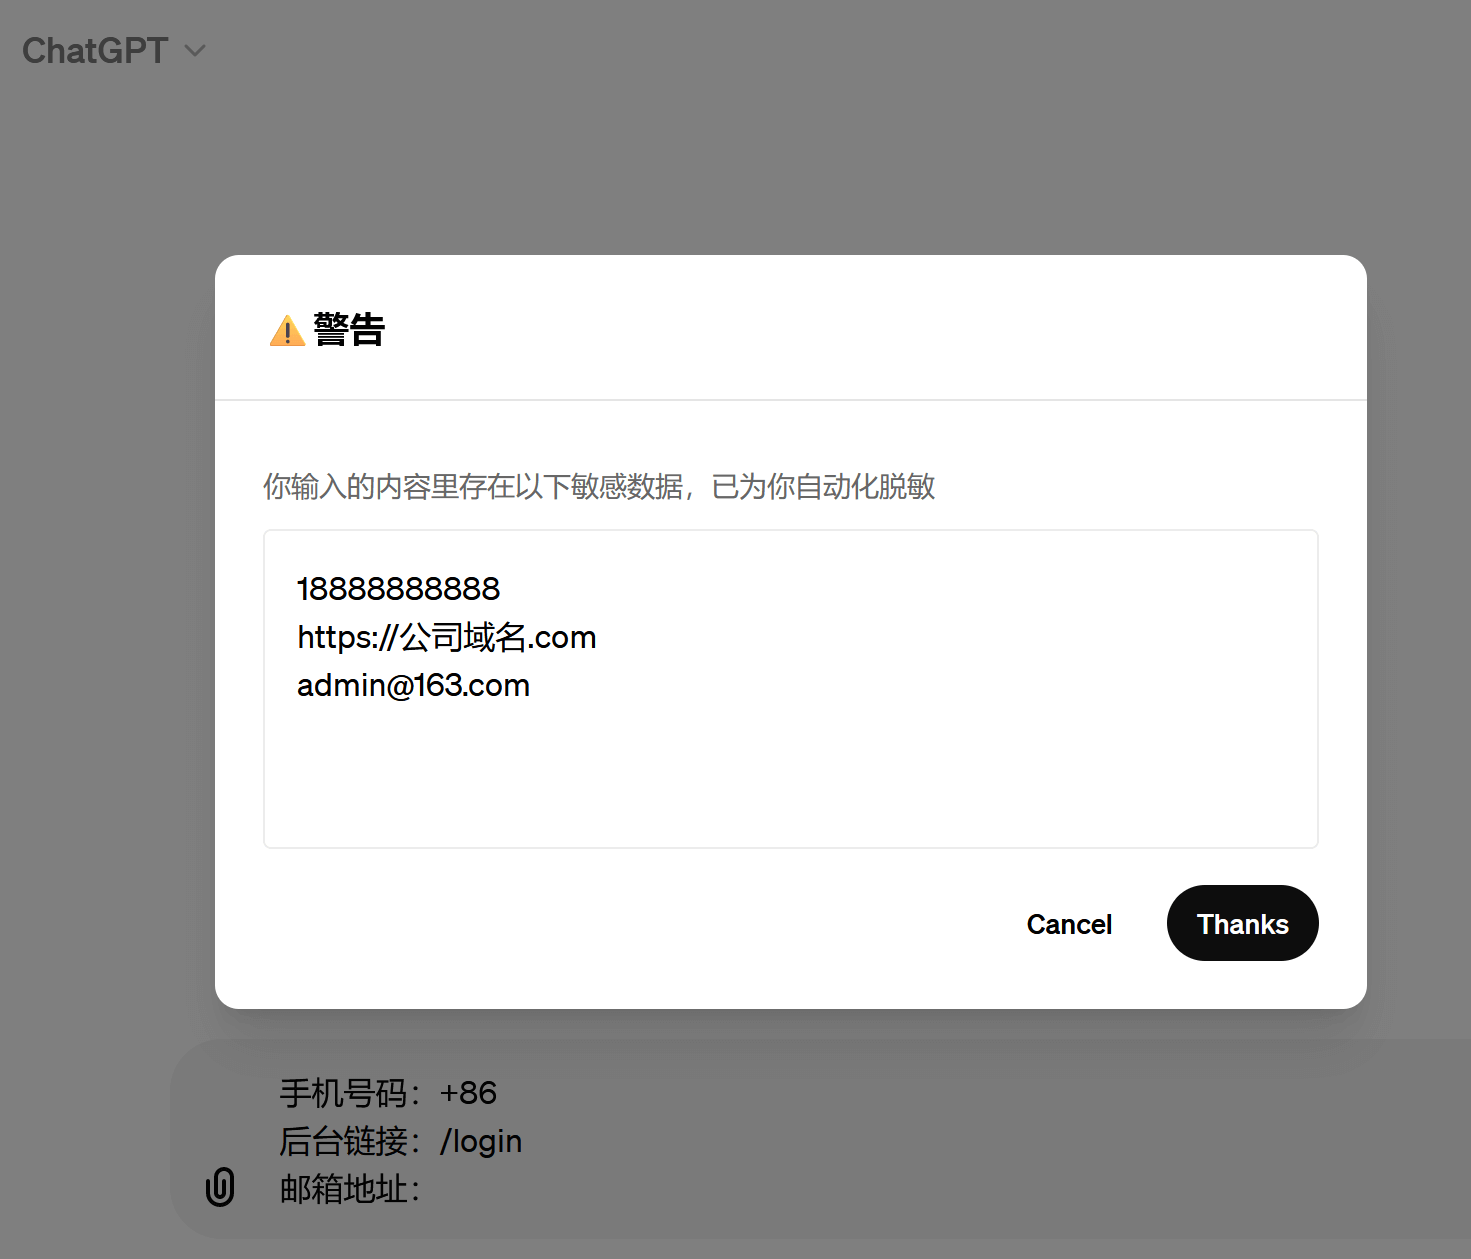 ChatGPT
⚠️ 警告
你输入的内容里存在以下敏感数据，已为你自动化脱敏
18888888888
https://公司域名.com
admin@163.com
Cancel
Thanks
手机号码：+86
后台链接：/login
邮箱地址：